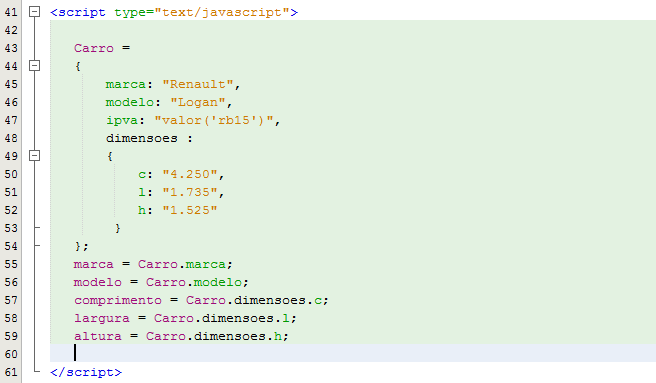 41 <script type="text/javascript">
42
43 Carro =
44 {
45 marca: "Renault",
46 modelo: "Logan",
47 ipva: "valor('rb15')",
48 dimensoes :
49 {
50 c: "4.250",
51 l: "1.735",
52 h: "1.525"
53 }
54 };
55 marca = Carro.marca;
56 modelo = Carro.modelo;
57 comprimento = Carro.dimensoes.c;
58 largura = Carro.dimensoes.l;
59 altura = Carro.dimensoes.h;
60
61 </script>